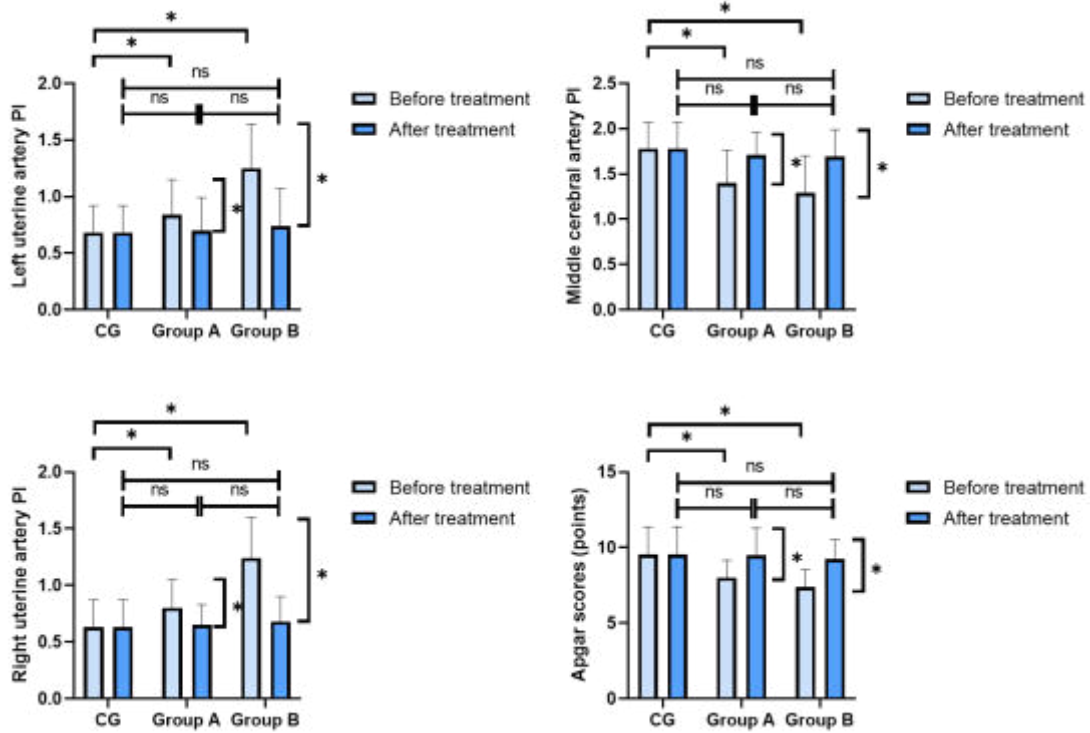 *
*
ns
ns
ns
2.0
1.5
1.0
0.5
0.0
Left uterine artery PI
*
*
CG
Group A
Group B
Before treatment
After treatment
*
*
ns
ns
ns
2.5
2.0
1.5
1.0
0.5
0.0
Middle cerebral artery PI
*
*
CG
Group A
Group B
Before treatment
After treatment
*
*
ns
ns
ns
2.0
1.5
1.0
0.5
0.0
Right uterine artery PI
*
*
CG
Group A
Group B
Before treatment
After treatment
*
*
ns
ns
ns
15
10
5
0
Apgar scores (points)
*
*
CG
Group A
Group B
Before treatment
After treatment